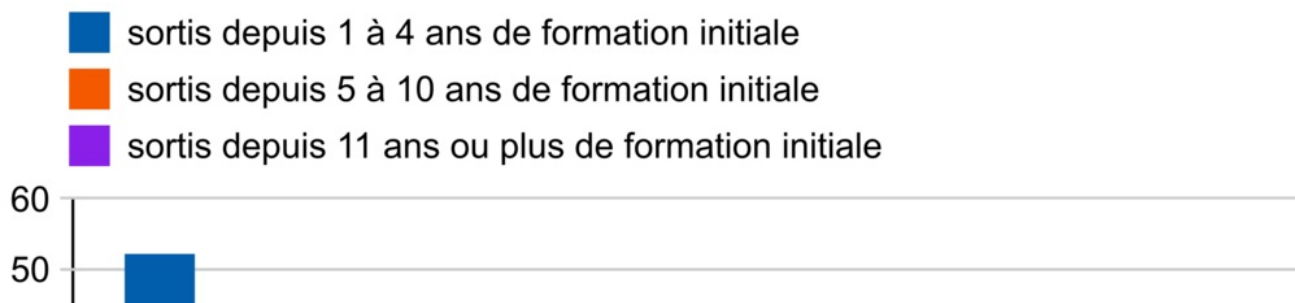 sortis depuis 1 à 4 ans de formation initiale
sortis depuis 5 à 10 ans de formation initiale
sortis depuis 11 ans ou plus de formation initiale
60
50